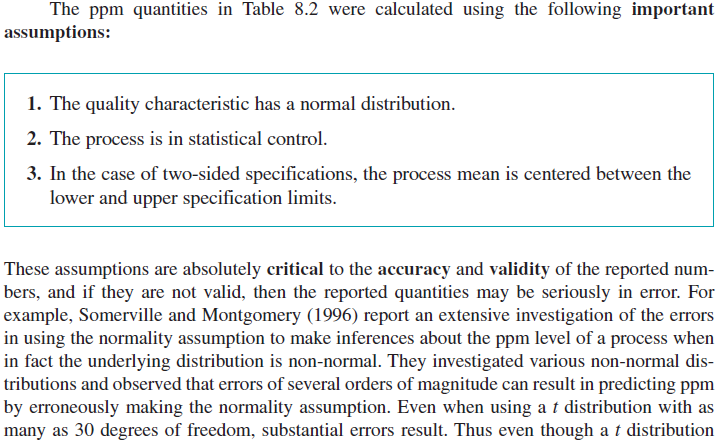 The ppm quantities in Table 8.2 were calculated using the following important
assumptions:
1. The quality characteristic has a normal distribution.
2. The process is in statistical control.
3. In the case of two-sided specifications, the process mean is centered between the
lower and upper specification limits.
These assumptions are absolutely critical to the accuracy and validity of the reported num-
bers, and if they are not valid, then the reported quantities may be seriously in error. For
example, Somerville and Montgomery (1996) report an extensive investigation of the errors
in using the normality assumption to make inferences about the ppm level of a process when
in fact the underlying distribution is non-normal. They investigated various non-normal dis-
tributions and observed that errors of several orders of magnitude can result in predicting ppm
by erroneously making the normality assumption. Even when using a t distribution with as
many as 30 degrees of freedom, substantial errors result. Thus even though a t distribution